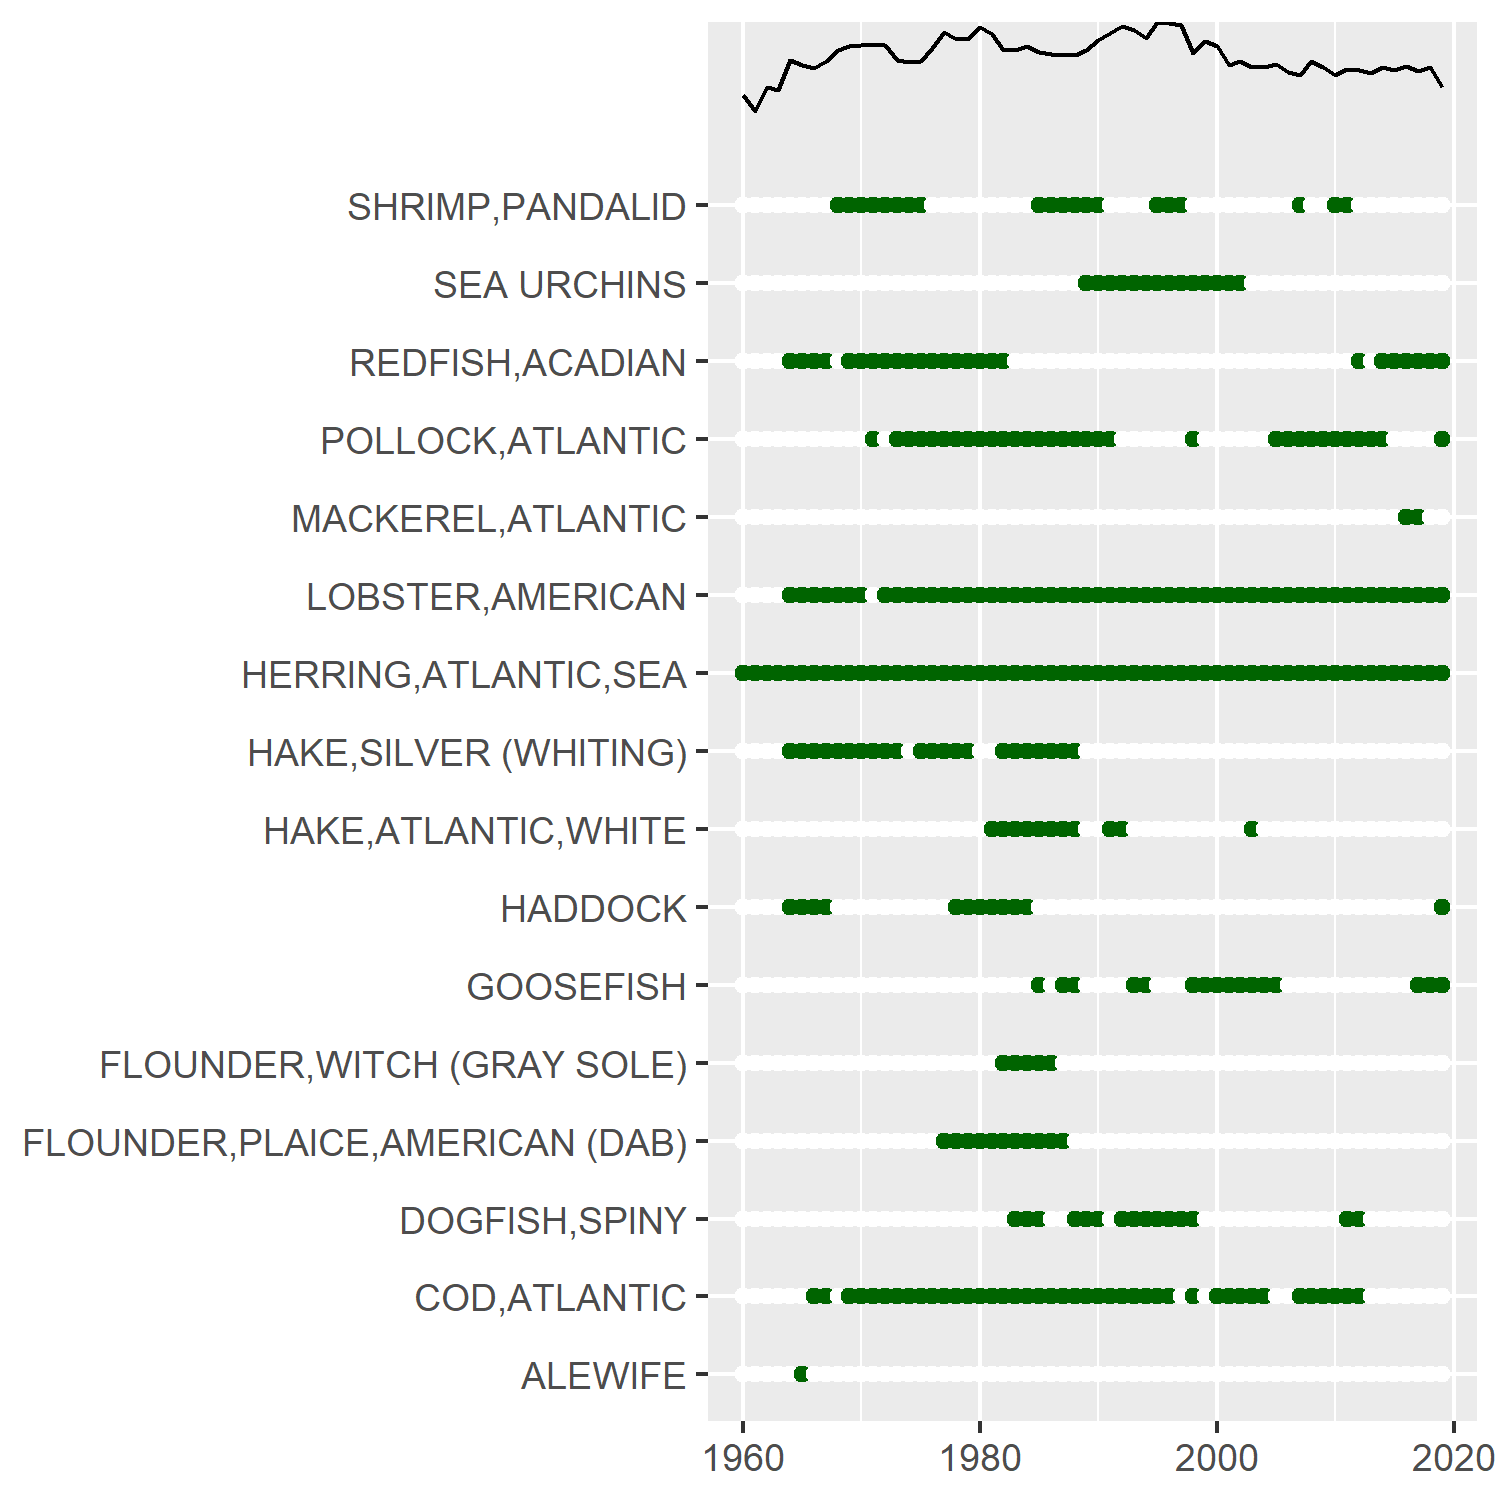 SHRIMP,PANDALID
SEA URCHINS
REDFISH,ACADIAN
POLLOCK,ATLANTIC
MACKEREL,ATLANTIC
LOBSTER,AMERICAN
HERRING,ATLANTIC,SEA
HAKE,SILVER (WHITING)
HAKE,ATLANTIC,WHITE
HADDOCK
GOOSEFISH
FLOUNDER,WITCH (GRAY SOLE)
FLOUNDER,PLAICE,AMERICAN (DAB)
DOGFISH,SPINY
COD,ATLANTIC
ALEWIFE
1960 1980 2000 2020